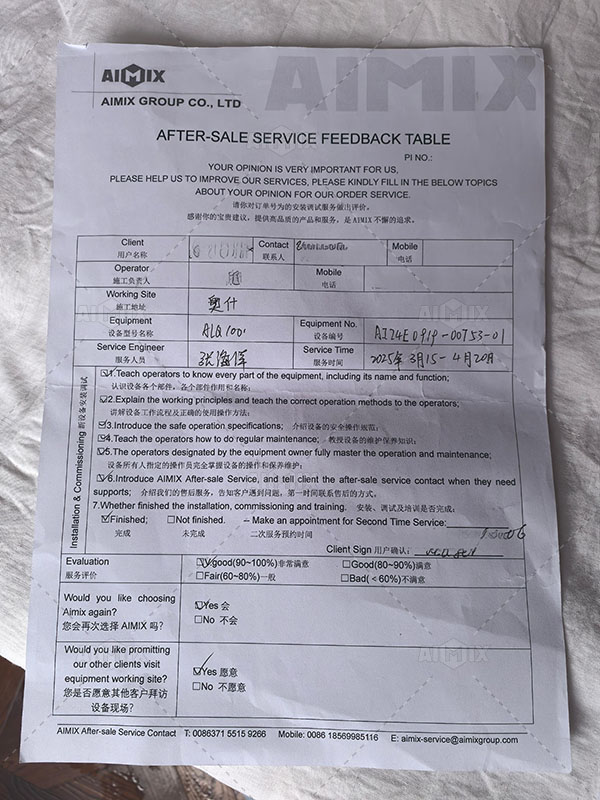 AIMIX
AIMIX
AIMIX GROUP CO., LTD
AFTER-SALE SERVICE FEEDBACK TABLE
PI NO.:
YOUR OPINION IS VERY IMPORTANT FOR US,
PLEASE HELP US TO IMPROVE OUR SERVICES, PLEASE KINDLY FILL IN THE BELOW TOPICS
ABOUT YOUR OPINION FOR OUR ORDER SERVICE.
请你对订单号为的安装调试服务做出评价,
感谢你的宝贵建议, 提供高品质的产品和服务, 是 AIMIX 不懈的追求。
Client Contact Mobile
用户名称 联系人 电话
Operator Mobile
施工负责人 电话
Working Site
施工地址 奥什
Equipment Equipment No.
设备型号名称 设备编号 AI24E0919-00753-01
Service Engineer Service Time
服务人员 服务时间 2025年3月15-4月20日
Installation & Commissioning 新设备安装调试
1.Teach operators to know every part of the equipment, including its name and function;
认识设备各个部件, 各个部件作用和名称;
2.Explain the working principles and teach the correct operation methods to the operators;
讲解设备工作流程及正确的使用操作方法;
3.Introduce the safe operation specifications; 介绍设备的安全操作规范;
4.Teach the operators how to do regular maintenance; 教授设备的维护保养知识;
5.The operators designated by the equipment owner fully master the operation and maintenance;
设备所有人指定的操作员完全掌握设备的操作和保养维护;
6.Introduce AIMIX After-sale Service, and tell client the after-sale service contact when they need
supports; 介绍我们的售后服务, 告知客户遇到问题, 第一时间联系售后的方式。
7.Whether finished the installation, commissioning and training. 安装、调试及培训是否完成:
Finished; Not finished. -- Make an appointment for Second Time Service:
完成 未完成 二次服务预约时间
Client Sign 用户确认:
Evaluation V.good(90~100%)非常满意 Good(80~90%)满意
服务评价 Fair(60~80%)一般 Bad(<60%)不满意
Would you like choosing
Aimix again?
您会再次选择 AIMIX 吗?
Yes 会
No 不会
Would you like promitting
our other clients visit
equipment working site?
您是否愿意其他客户拜访
设备现场?
Yes 愿意
No 不愿意
AIMIX After-sale Service Contact T: 0086371 5515 9266 Mobile: 0086 18569985116 E: aimix-service@aimixgroup.com